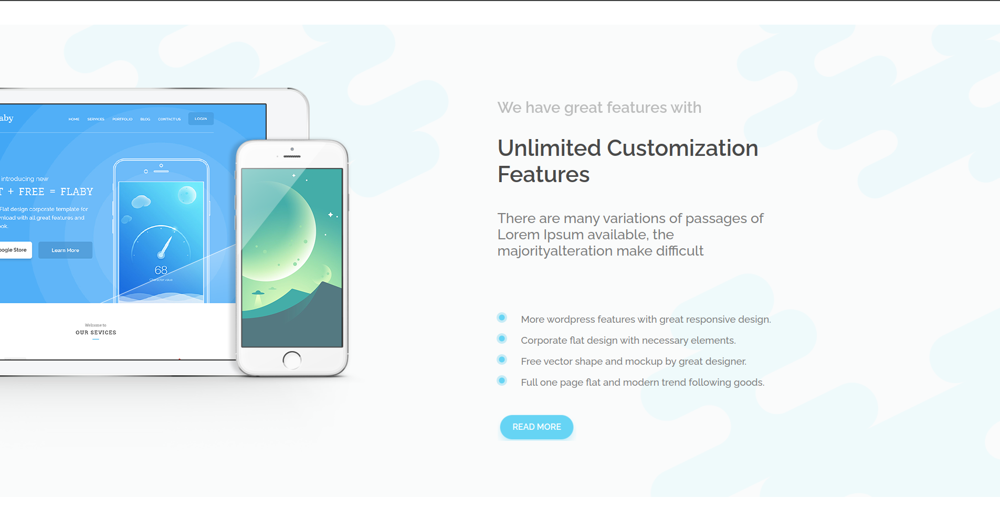 aby
HOME SERVICES PORTFOLIO BLOG CONTACT US LOGIN
introducing new
T + FREE = FLABY
Flat design corporate template for
with all great features and
Store
Learn More
68
Character value
Welcome to
OUR SEVICES
We have great features with
Unlimited Customization
Features
There are many variations of passages of
Lorem Ipsum available, the
majorityalteration make difficult
More wordpress features with great responsive design.
Corporate flat design with necessary elements.
Free vector shape and mockup by great designer.
Full one page flat and modern trend following goods.
READ MORE